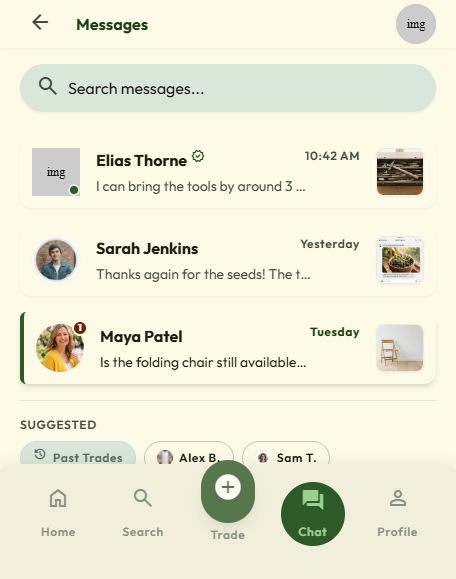 Messages
img
Search messages...
Elias Thorne
10:42 AM
img
I can bring the tools by around 3 ...
Sarah Jenkins
Yesterday
Thanks again for the seeds! The t...
1
Maya Patel
Tuesday
Is the folding chair still available...
SUGGESTED
Past Trades
Alex B.
Sam T.
Home
Search
Trade
Chat
Profile